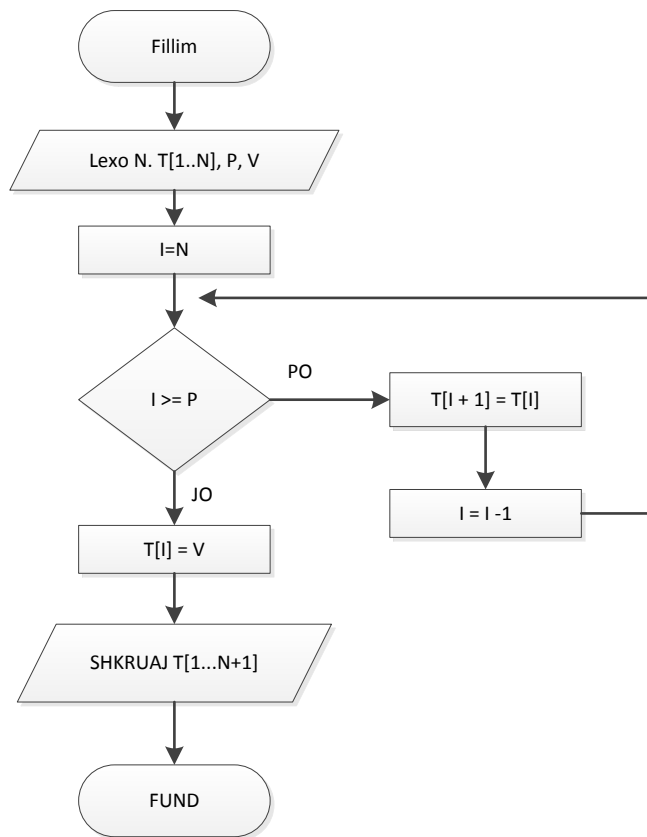 Fillim
Lexo N. T[1..N], P, V
I=N
I >= P
PO
T[I + 1] = T[I]
I = I -1
JO
T[I] = V
SHKRUAJ T[1...N+1]
FUND